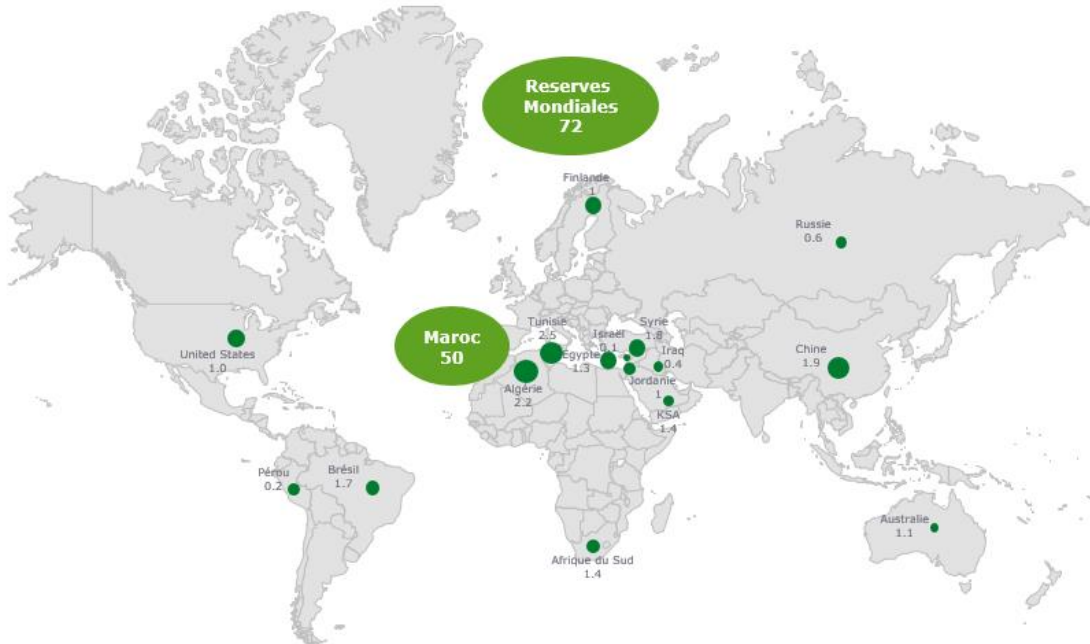 Reserves
Mondiales
72
Finlande
1
Russie
0.6
Maroc
50
Tunisie
2.5
Israël
0.1
Syrie
1.8
Iraq
0.4
Egypte
1.3
Algérie
2.2
Jordanie
1
KSA
1.4
Chine
1.9
United States
1.0
Pérou
0.2
Brésil
1.7
Afrique du Sud
1.4
Australie
1.1